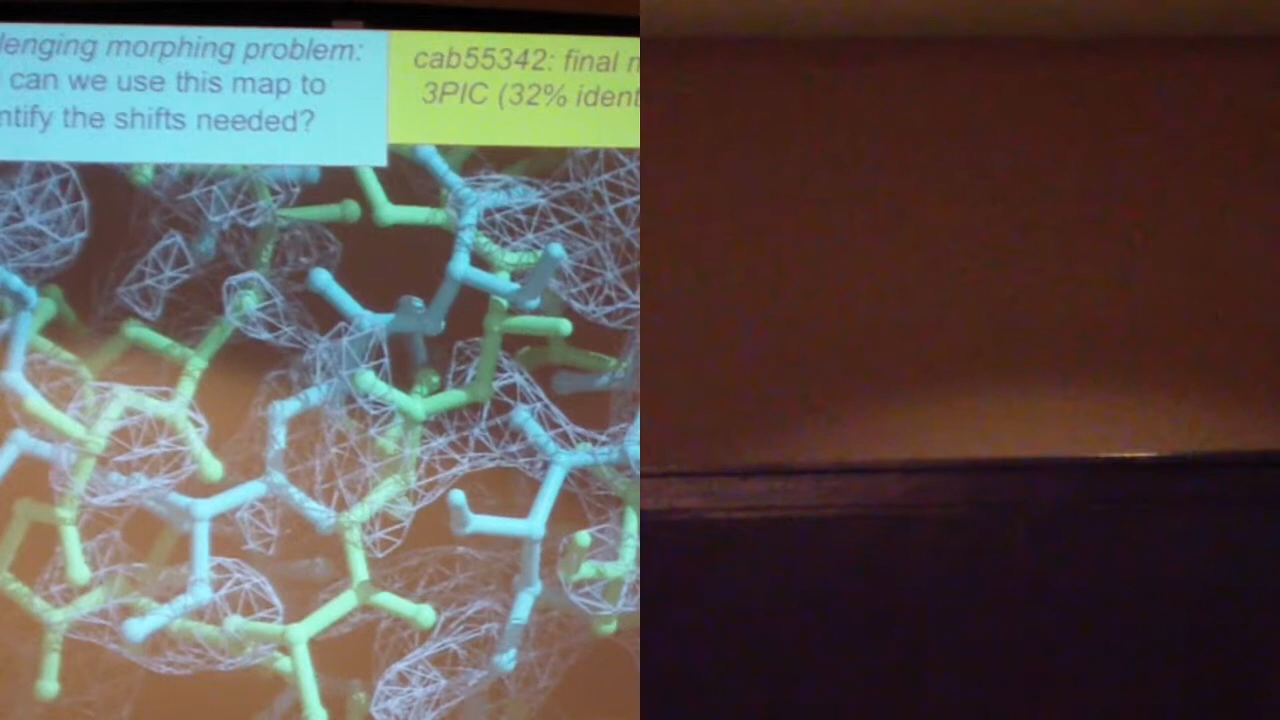 lenging morphing problem:
can we use this map to
ntify the shifts needed?
cab55342: final
3PIC (32% ident